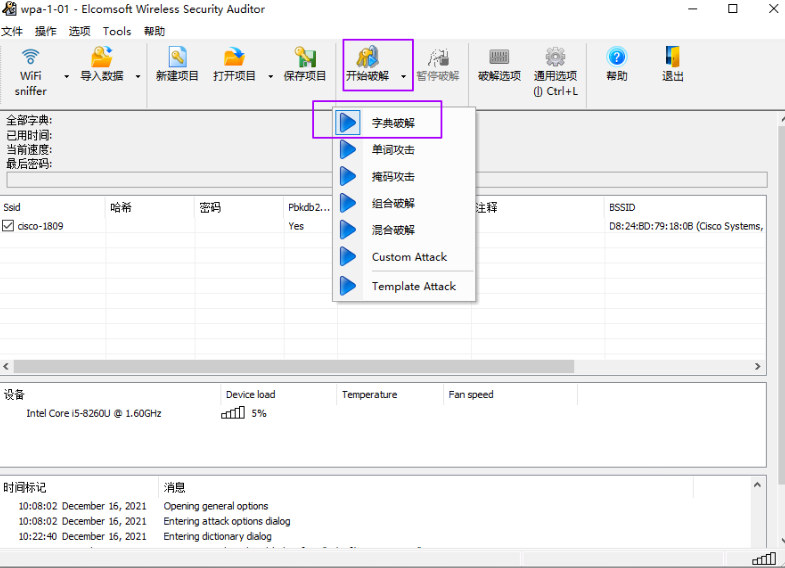 wpa-1-01 - Elcomsoft Wireless Security Auditor
文件 操作 选项 Tools 帮助
WiFi sniffer 导入数据 新建项目 打开项目 保存项目 开始破解 暂停破解 破解选项 通用选项 (J) Ctrl+L 帮助 退出
全部字典:
已用时间:
当前速度:
最后密码:
字典破解
单词攻击
掩码攻击
组合破解
混合破解
Custom Attack
Template Attack
Ssid 哈希 密码 Pbkdb2... 注释 BSSID
cisco-1809 Yes D8:24:BD:79:18:0B (Cisco Systems,
设备 Device load Temperature Fan speed
Intel Core i5-8260U @ 1.60GHz 5%
时间标记 消息
10:08:02 December 16, 2021 Opening general options
10:08:02 December 16, 2021 Entering attack options dialog
10:22:40 December 16, 2021 Entering dictionary dialog